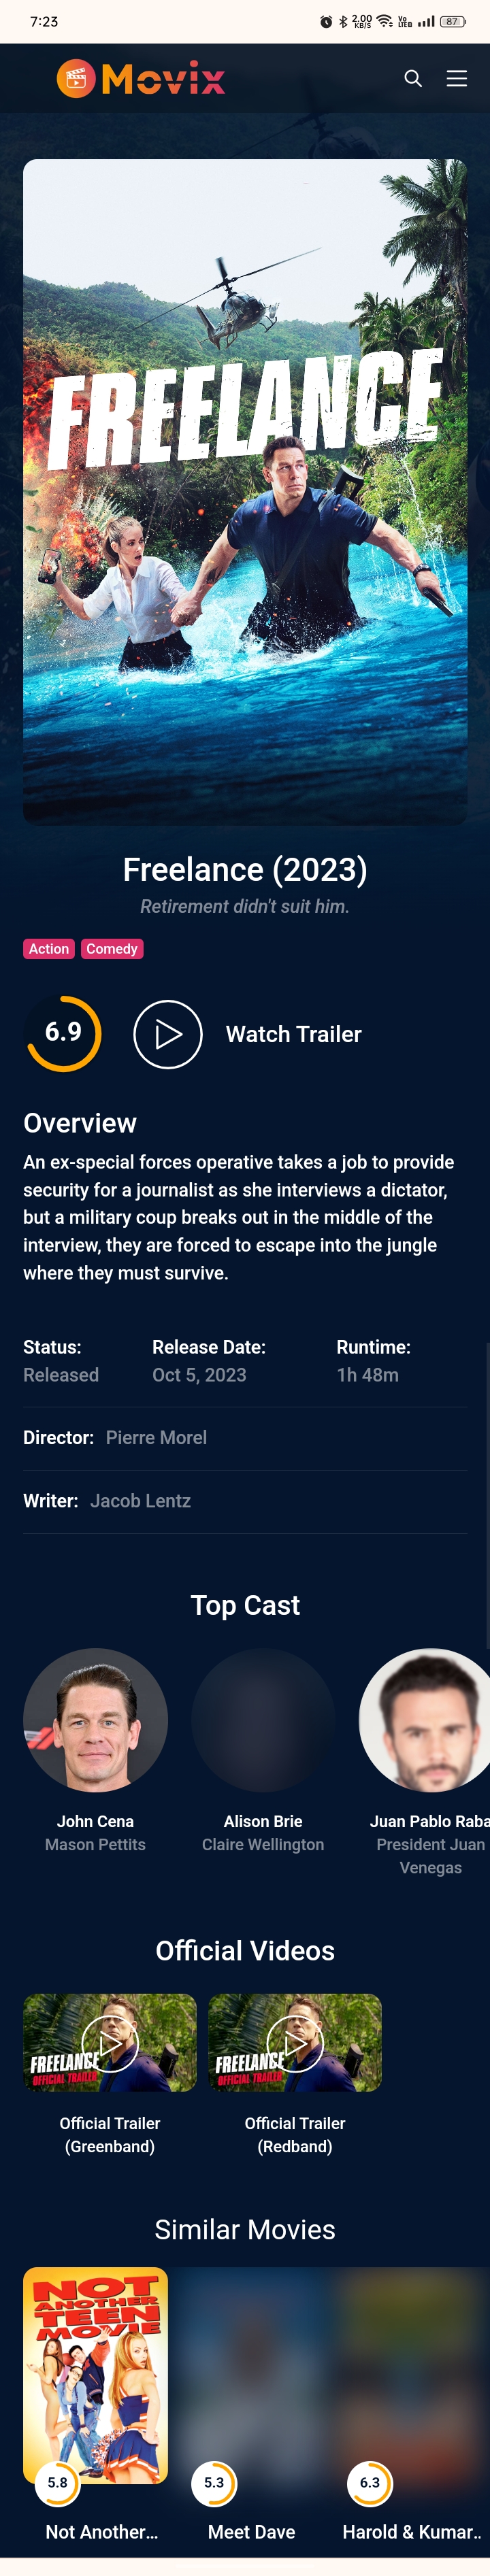 7:23
2.00
KB/S
Vo
LTE
87
Movix
FREELANCE
Freelance (2023)
Retirement didn't suit him.
Action Comedy
6.9
Watch Trailer
Overview
An ex-special forces operative takes a job to provide
security for a journalist as she interviews a dictator,
but a military coup breaks out in the middle of the
interview, they are forced to escape into the jungle
where they must survive.
Status: Release Date: Runtime:
Released Oct 5, 2023 1h 48m
Director: Pierre Morel
Writer: Jacob Lentz
Top Cast
John Cena Alison Brie Juan Pablo Raba
Mason Pettits Claire Wellington President Juan
Venegas
Official Videos
FREELANCE FREELANCE
OFFICIAL TRAILER OFFICIAL TRAILER
Official Trailer Official Trailer
(Greenband) (Redband)
Similar Movies
NOT
ANOTHER
TEEN
MOVIE
5.8 5.3 6.3
Not Another... Meet Dave Harold & Kumar..